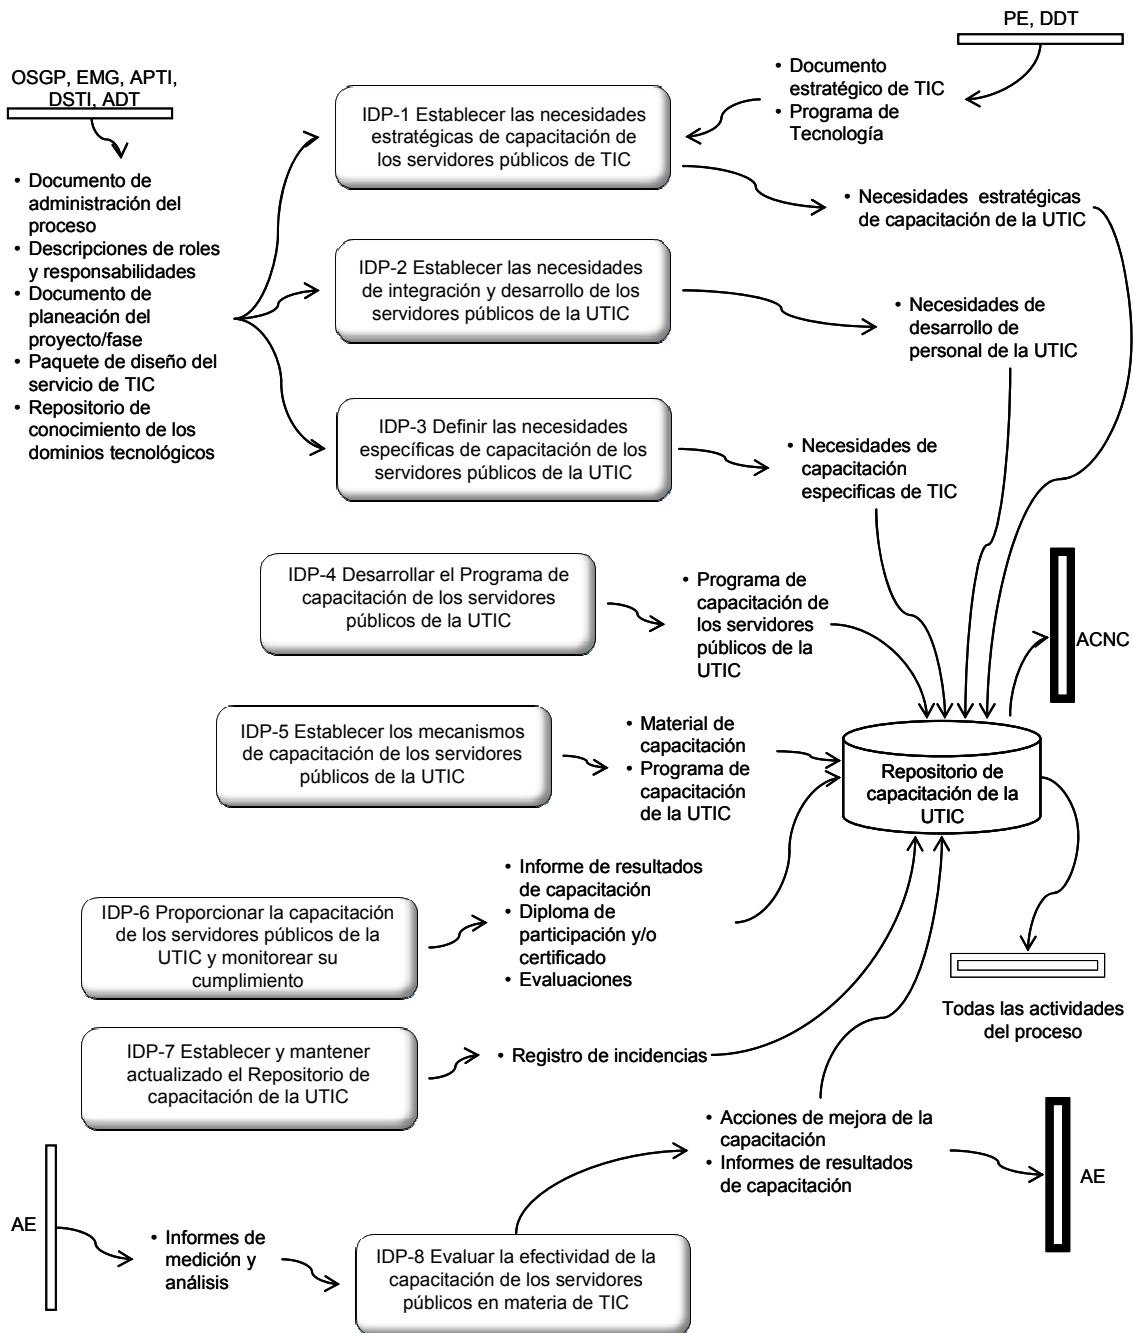 PE, DDT
OSGP, EMG, APTI,
DSTI, ADT
• Documento
estratégico de TIC
• Programa de
Tecnología
IDP-1 Establecer las necesidades
estratégicas de capacitación de
los servidores públicos de TIC
• Documento de
administración del
proceso
• Descripciones de roles
y responsabilidades
• Documento de
planeación del
proyecto/fase
• Paquete de diseño del
servicio de TIC
• Repositorio de
conocimiento de los
dominios tecnológicos
• Necesidades estratégicas
de capacitación de la UTIC
IDP-2 Establecer las necesidades
de integración y desarrollo de los
servidores públicos de la UTIC
• Necesidades de
desarrollo de
personal de la UTIC
IDP-3 Definir las necesidades
específicas de capacitación de los
servidores públicos de la UTIC
• Necesidades de
capacitación
especificas de TIC
IDP-4 Desarrollar el Programa de
capacitación de los servidores
públicos de la UTIC
• Programa de
capacitación de
los servidores
públicos de la
UTIC
ACNC
IDP-5 Establecer los mecanismos
de capacitación de los servidores
públicos de la UTIC
• Material de
capacitación
• Programa de
capacitación
de la UTIC
Repositorio de
capacitación de la
UTIC
IDP-6 Proporcionar la capacitación
de los servidores públicos de la
UTIC y monitorear su
cumplimiento
• Informe de resultados
de capacitación
• Diploma de
participación y/o
certificado
• Evaluaciones
Todas las actividades
del proceso
IDP-7 Establecer y mantener
actualizado el Repositorio de
capacitación de la UTIC
• Registro de incidencias
• Acciones de mejora de la
capacitación
• Informes de resultados
de capacitación
AE
AE
• Informes de
medición y
análisis
IDP-8 Evaluar la efectividad de la
capacitación de los servidores
públicos en materia de TIC